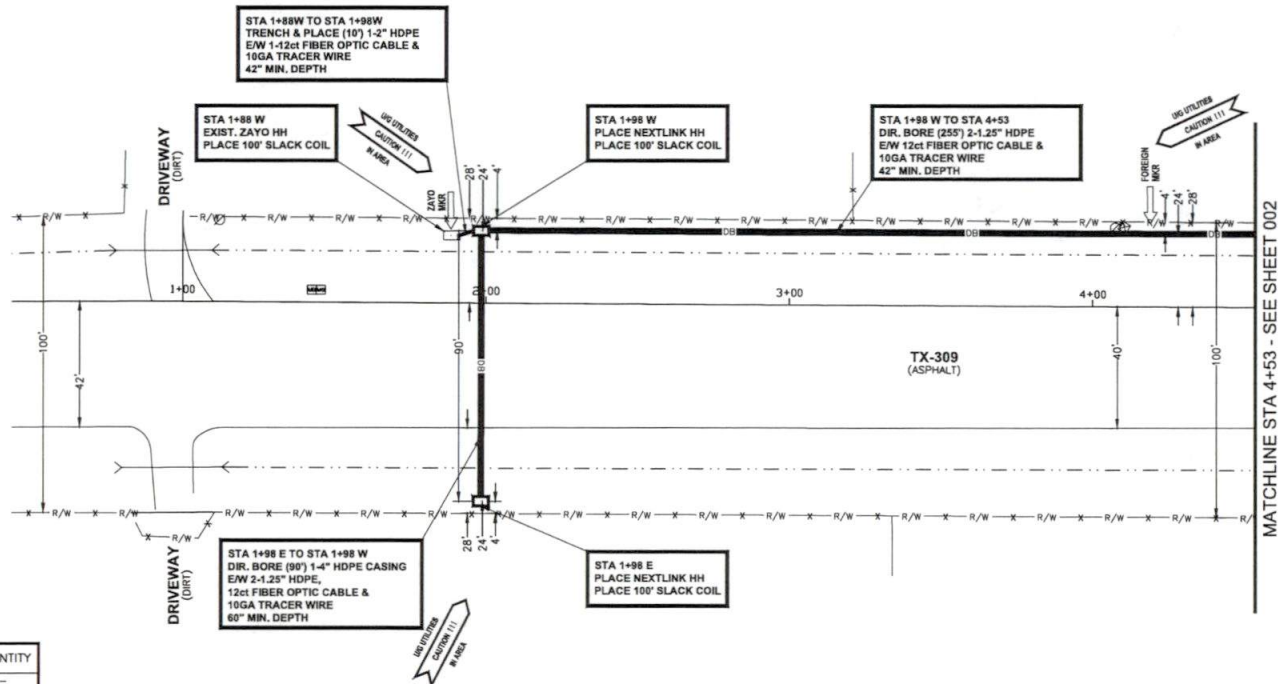 STA 1+88W TO STA 1+98W
TRENCH & PLACE (10') 1-2" HDPE
E/W 1-12ct FIBER OPTIC CABLE &
10GA TRACER WIRE
42" MIN. DEPTH
STA 1+88 W
EXIST. ZAYO HH
PLACE 100' SLACK COIL
U/G UTILITIES
CAUTION !!!
IN AREA
STA 1+98 W
PLACE NEXTLINK HH
PLACE 100' SLACK COIL
STA 1+98 W TO STA 4+53
DIR. BORE (255') 2-1.25" HDPE
E/W 12ct FIBER OPTIC CABLE &
10GA TRACER WIRE
42" MIN. DEPTH
U/G UTILITIES
CAUTION !!!
IN AREA
DRIVEWAY
(DIRT)
ZAYO
MKR
28'
24'
4'
FOREIGN
MKR
4'
24'
28'
X R/W X R/W X R/W X R/W X R/W X R/W X R/W X R/W X R/W X R/W X R/W X R/W X R/W X R/W
DB
DB
DB
1+00
2+00
3+00
4+00
100'
42'
90'
DB
TX-309
(ASPHALT)
40'
100'
MATCHLINE STA 4+53 - SEE SHEET 002
X R/W X R/W X R/W X R/W X R/W X R/W X R/W X R/W X R/W X R/W X R/W X R/W X R/W X R/W X R/W
X R/W X
28'
24'
4'
DRIVEWAY
(DIRT)
STA 1+98 E TO STA 1+98 W
DIR. BORE (90') 1-4" HDPE CASING
E/W 2-1.25" HDPE,
12ct FIBER OPTIC CABLE &
10GA TRACER WIRE
60" MIN. DEPTH
STA 1+98 E
PLACE NEXTLINK HH
PLACE 100' SLACK COIL
U/G UTILITIES
CAUTION !!!
IN AREA
NTITY